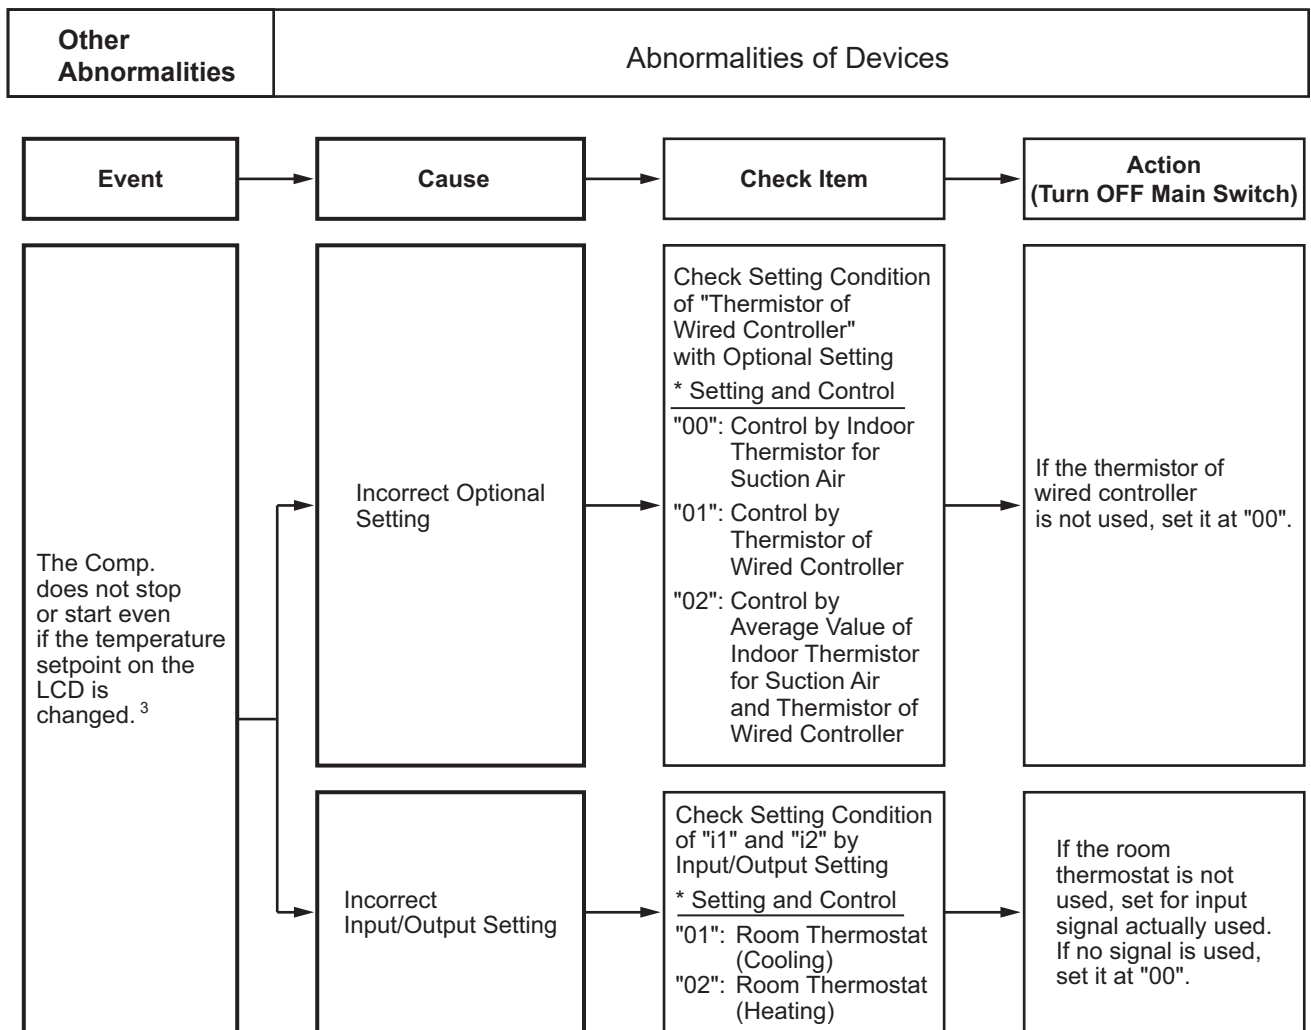 Other
Abnormalities
Abnormalities of Devices
Event
Cause
Check Item
Action
(Turn OFF Main Switch)
The Comp.
does not stop
or start even
if the temperature
setpoint on the
LCD is
changed. 3
Incorrect Optional
Setting
Check Setting Condition
of "Thermistor of
Wired Controller"
with Optional Setting
* Setting and Control
"00": Control by Indoor
Thermistor for
Suction Air
"01": Control by
Thermistor of
Wired Controller
"02": Control by
Average Value of
Indoor Thermistor
for Suction Air
and Thermistor of
Wired Controller
If the thermistor of
wired controller
is not used, set it at "00".
Incorrect
Input/Output Setting
Check Setting Condition
of "i1" and "i2" by
Input/Output Setting
* Setting and Control
"01": Room Thermostat
(Cooling)
"02": Room Thermostat
(Heating)
If the room
thermostat is not
used, set for input
signal actually used.
If no signal is used,
set it at "00".